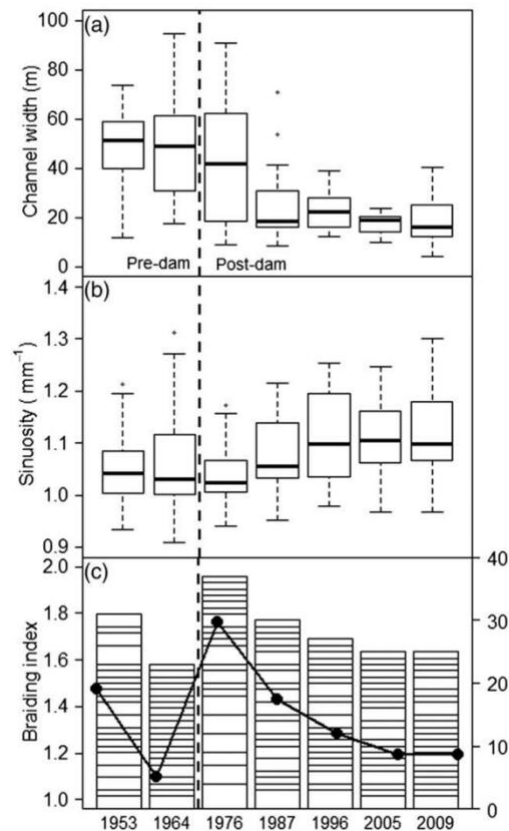 (a)
100
80
60
40
20
0
Channel width (m)
Pre-dam Post-dam
(b)
1.4
1.3
1.2
1.1
1.0
0.9
Sinuosity ( mm⁻¹)
(c)
2.0
1.8
1.6
1.4
1.2
1.0
Braiding index
40
30
20
10
0
1953 1964 1976 1987 1996 2005 2009